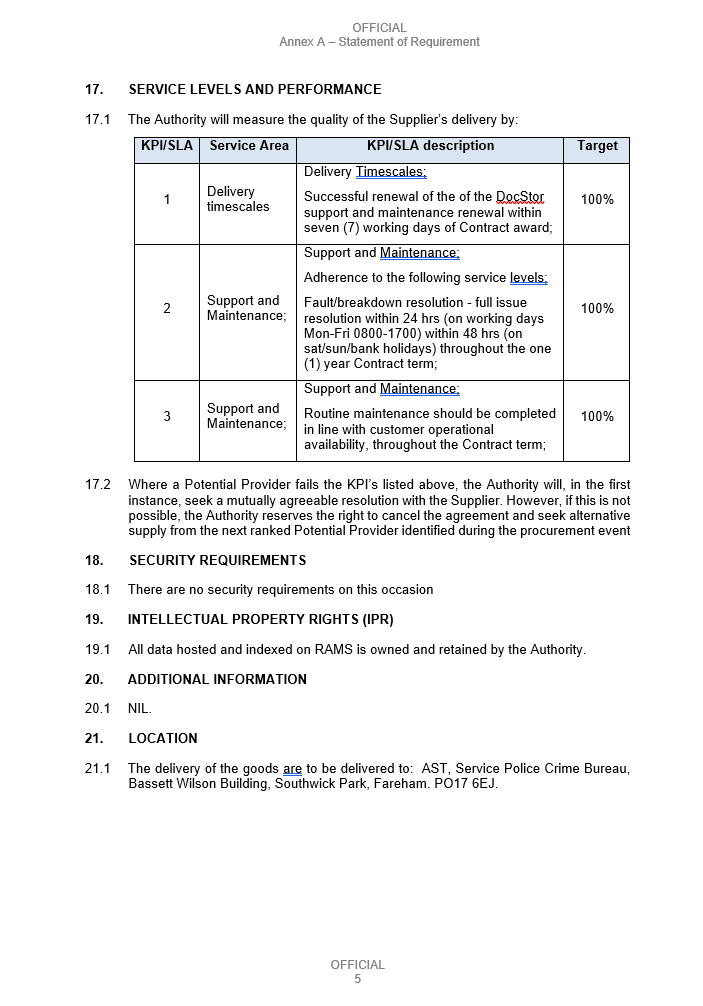 OFFICIAL
Annex A – Statement of Requirement
17. SERVICE LEVELS AND PERFORMANCE
17.1 The Authority will measure the quality of the Supplier's delivery by:
KPI/SLA Service Area KPI/SLA description Target
1
Delivery
timescales
Delivery Timescales;
Successful renewal of the of the DocStor
support and maintenance renewal within
seven (7) working days of Contract award;
100%
2
Support and
Maintenance;
Support and Maintenance;
Adherence to the following service levels;
Fault/breakdown resolution - full issue
resolution within 24 hrs (on working days
Mon-Fri 0800-1700) within 48 hrs (on
sat/sun/bank holidays) throughout the one
(1) year Contract term;
100%
3
Support and
Maintenance;
Support and Maintenance;
Routine maintenance should be completed
in line with customer operational
availability, throughout the Contract term;
100%
17.2 Where a Potential Provider fails the KPI's listed above, the Authority will, in the first
instance, seek a mutually agreeable resolution with the Supplier. However, if this is not
possible, the Authority reserves the right to cancel the agreement and seek alternative
supply from the next ranked Potential Provider identified during the procurement event
18. SECURITY REQUIREMENTS
18.1 There are no security requirements on this occasion
19. INTELLECTUAL PROPERTY RIGHTS (IPR)
19.1 All data hosted and indexed on RAMS is owned and retained by the Authority.
20. ADDITIONAL INFORMATION
20.1 NIL.
21. LOCATION
21.1 The delivery of the goods are to be delivered to: AST, Service Police Crime Bureau,
Bassett Wilson Building, Southwick Park, Fareham. PO17 6EJ.
OFFICIAL
5